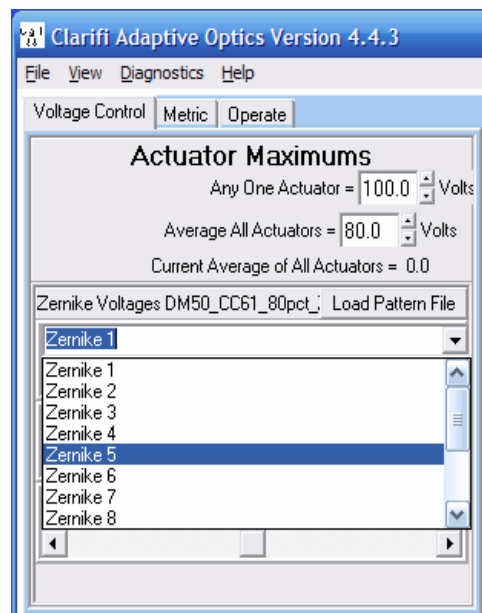 Clarifi Adaptive Optics Version 4.4.3
File View Diagnostics Help
Voltage Control Metric Operate
Actuator Maximums
Any One Actuator = 100.0 Volts
Average All Actuators = 80.0 Volts
Current Average of All Actuators = 0.0
Zernike Voltages DM50_CC61_80pct_ Load Pattern File
Zernike 1
Zernike 1
Zernike 2
Zernike 3
Zernike 4
Zernike 5
Zernike 6
Zernike 7
Zernike 8